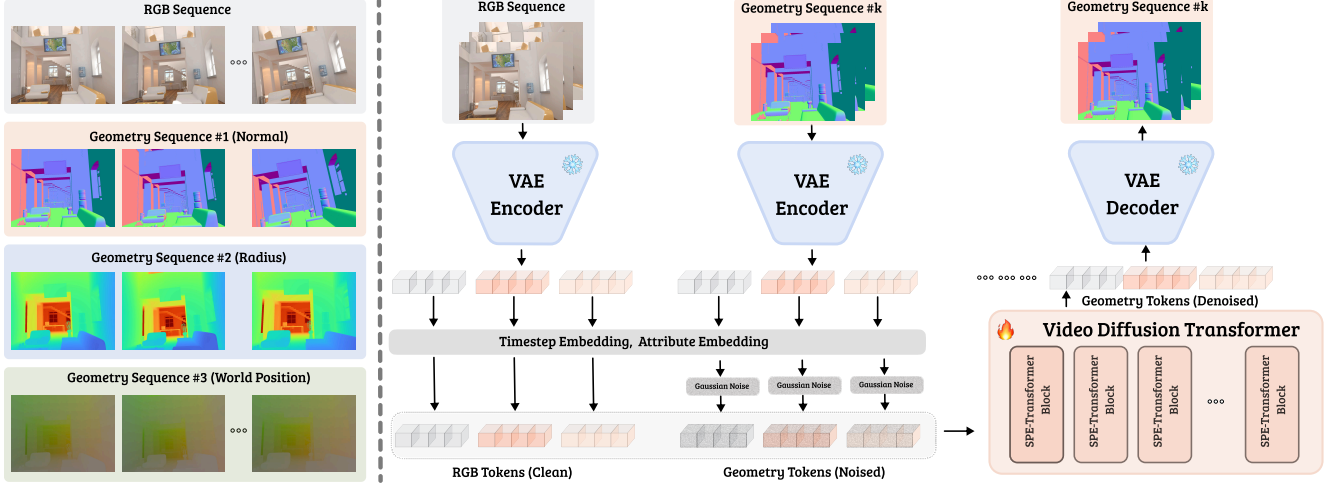 RGB Sequence
Geometry Sequence #1 (Normal)
Geometry Sequence #2 (Radius)
Geometry Sequence #3 (World Position)
RGB Sequence
Geometry Sequence #k
Geometry Sequence #k
VAE
Encoder
VAE
Encoder
VAE
Decoder
Timestep Embedding, Attribute Embedding
Gaussian Noise
Gaussian Noise
Gaussian Noise
RGB Tokens (Clean)
Geometry Tokens (Noised)
Geometry Tokens (Denoised)
Video Diffusion Transformer
SPE-Transformer
Block
SPE-Transformer
Block
SPE-Transformer
Block
SPE-Transformer
Block